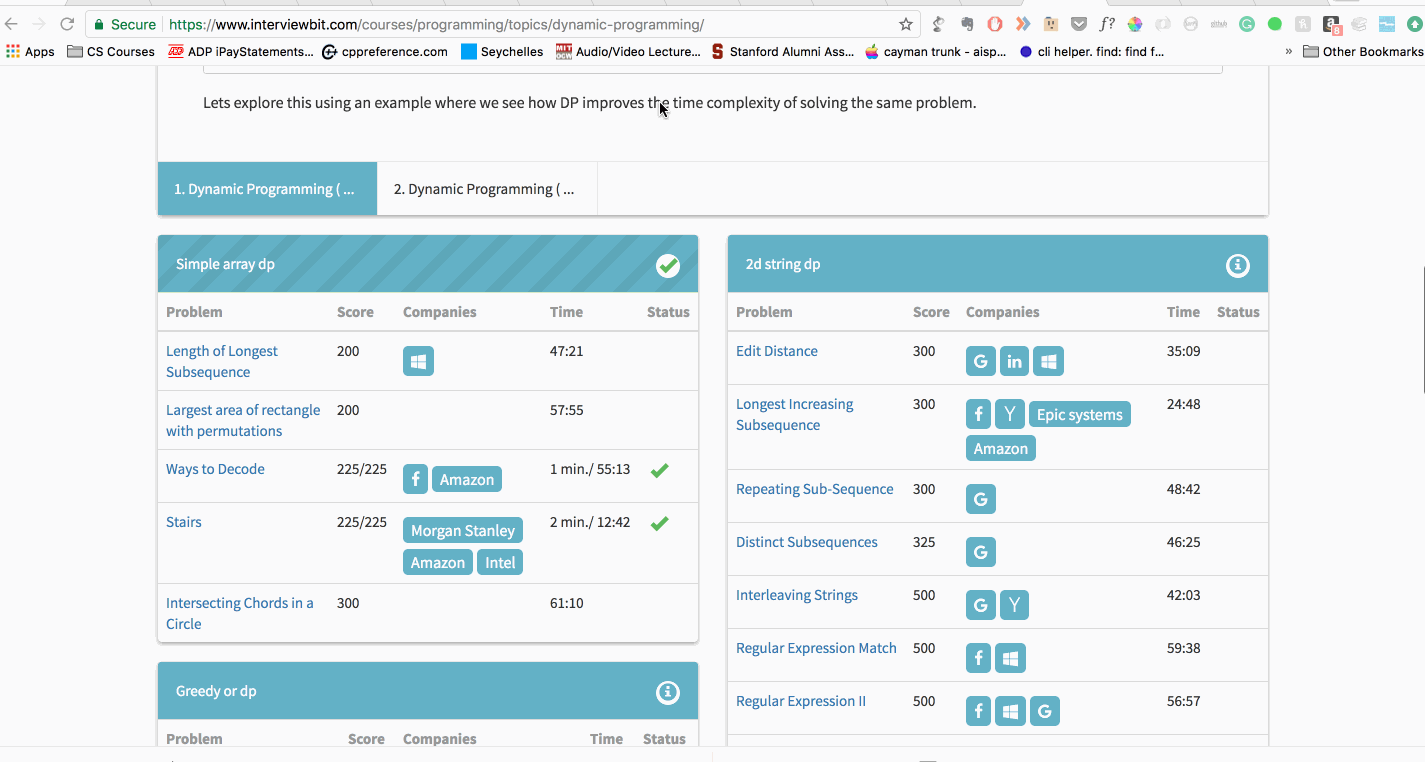 Secure https://www.interviewbit.com/courses/programming/topics/dynamic-programming/
f?
8
Apps CS Courses ADP iPayStatements... cppreference.com Seychelles MIT Audio/Video Lecture... S Stanford Alumni Ass... cayman trunk - aisp... cli helper. find: find f... » Other Bookmarks
Lets explore this using an example where we see how DP improves the time complexity of solving the same problem.
1. Dynamic Programming ( ... 2. Dynamic Programming ( ...
Simple array dp
Problem Score Companies Time Status
Length of Longest Subsequence 200 47:21
Largest area of rectangle with permutations 200 57:55
Ways to Decode 225/225 f Amazon 1 min./ 55:13
Stairs 225/225 Morgan Stanley Amazon Intel 2 min./ 12:42
Intersecting Chords in a Circle 300 61:10
Greedy or dp
Problem Score Companies Time Status
2d string dp
Problem Score Companies Time Status
Edit Distance 300 G in 35:09
Longest Increasing Subsequence 300 f Y Epic systems Amazon 24:48
Repeating Sub-Sequence 300 G 48:42
Distinct Subsequences 325 G 46:25
Interleaving Strings 500 G Y 42:03
Regular Expression Match 500 f 59:38
Regular Expression II 500 f G 56:57